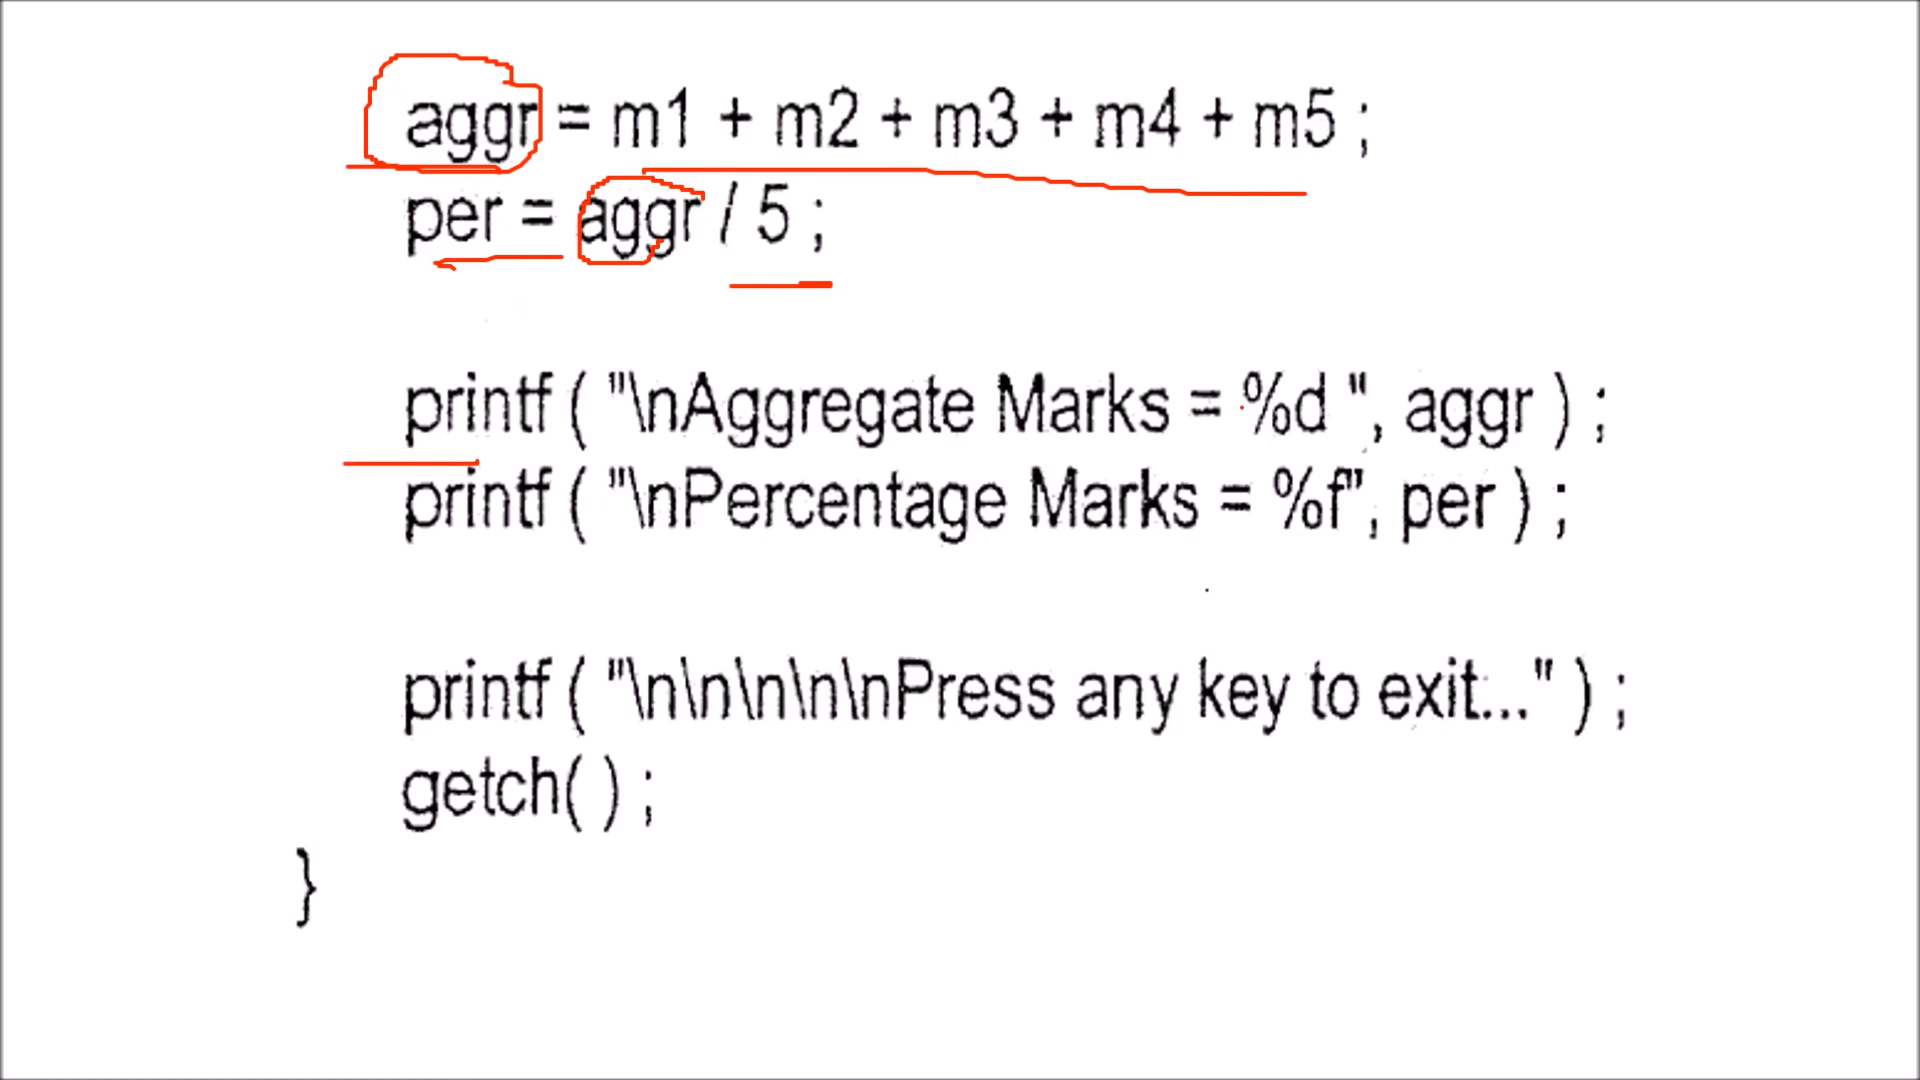 aggr = m1 + m2 + m3 + m4 + m5 ;
per = aggr / 5 ;
printf ( "\nAggregate Marks = %d ", aggr ) ;
printf ( "\nPercentage Marks = %f", per ) ;
printf ( "\n\n\n\n\nPress any key to exit..." ) ;
getch( ) ;
}